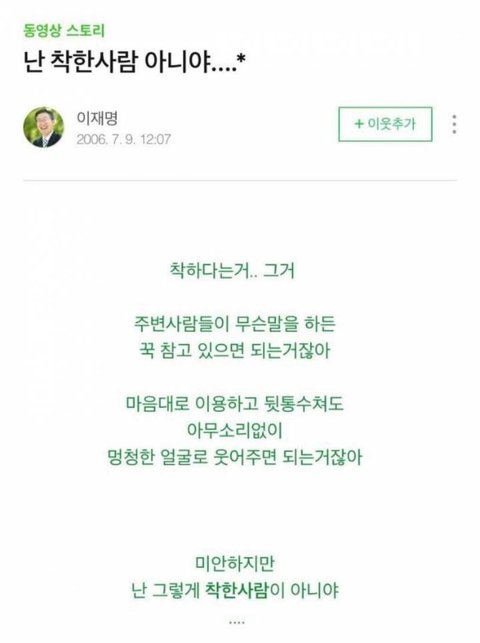 동영상 스토리
난 착한사람 아니야....*
이재명
2006. 7. 9. 12:07
+ 이웃추가
착하다는거.. 그거
주변사람들이 무슨말을 하든
꾹 참고 있으면 되는거잖아
마음대로 이용하고 뒷통수쳐도
아무소리없이
멍청한 얼굴로 웃어주면 되는거잖아
미안하지만
난 그렇게 착한사람이 아니야
....